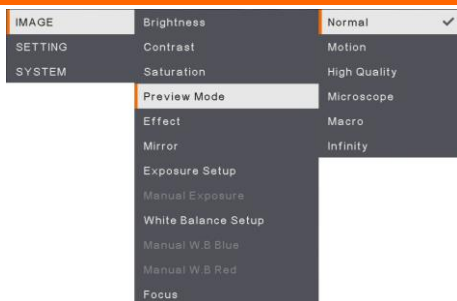 IMAGE
SETTING
SYSTEM
Brightness
Contrast
Saturation
Preview Mode
Effect
Mirror
Exposure Setup
Manual Exposure
White Balance Setup
Manual W.B Blue
Manual W.B Red
Focus
Normal
Motion
High Quality
Microscope
Macro
Infinity